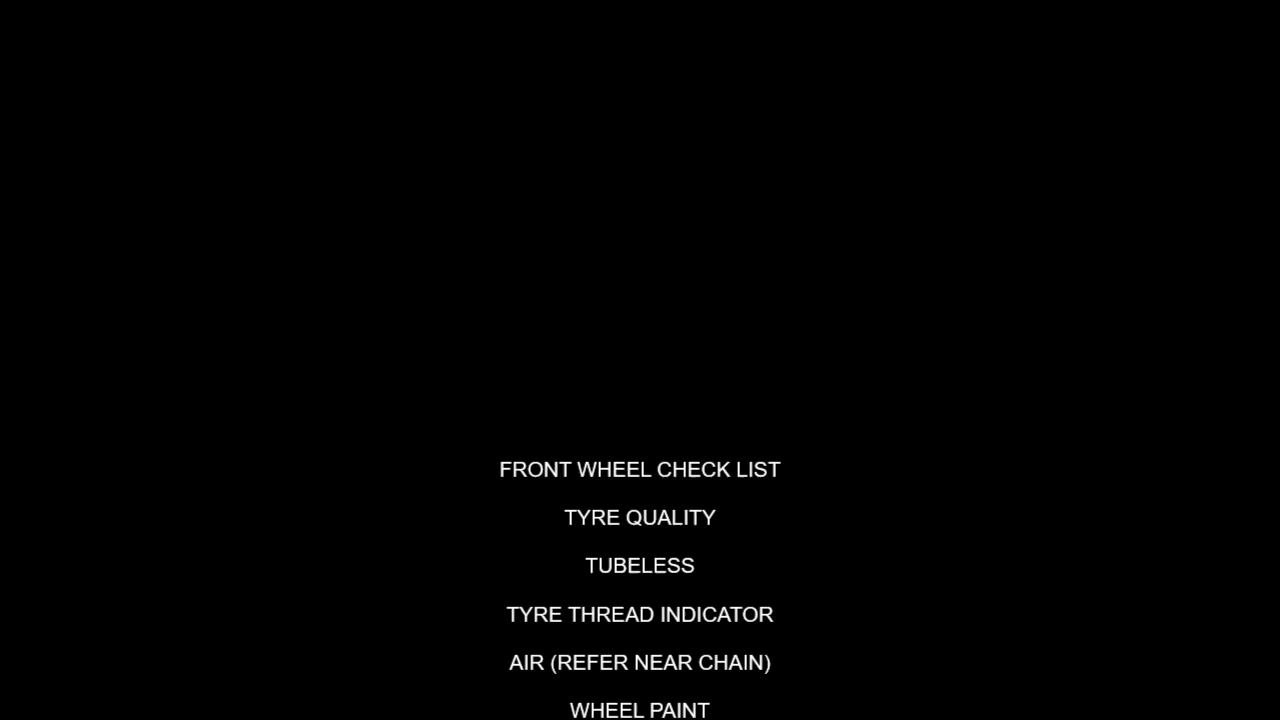 FRONT WHEEL CHECK LIST
TYRE QUALITY
TUBELESS
TYRE THREAD INDICATOR
AIR (REFER NEAR CHAIN)
WHEEL PAINT